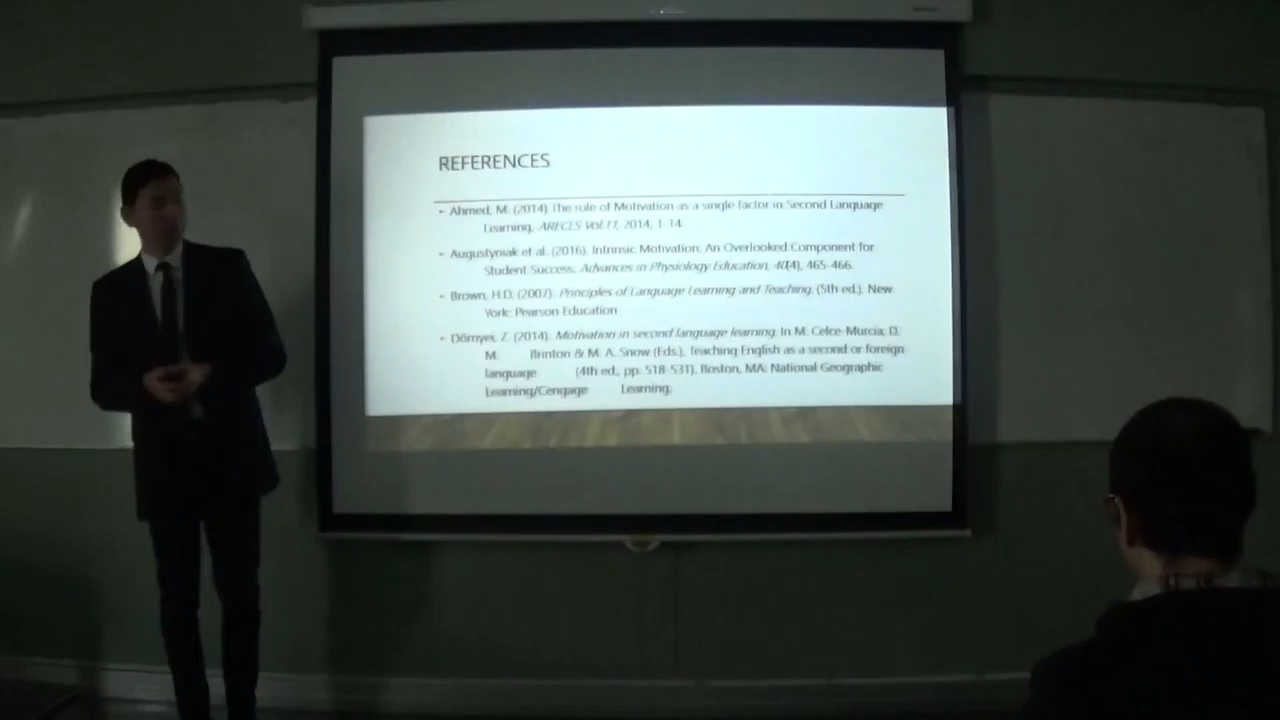 REFERENCES
Ahmed, M. (2014) The role of Motivation as a single factor in Second Language
Learning, ARECLS Vol.11, 2014, 1-14.
Augustyniak et al. (2016). Intrinsic Motivation: An Overlooked Component for
Student Success. Advances in Physiology Education, 40(4), 465-466.
Brown, H.D. (2007). Principles of Language Learning and Teaching. (5th ed.). New
York: Pearson Education
Dörnyei, Z. (2014). Motivation in second language learning. In M. Celce-Murcia, D.
M. Brinton & M. A. Snow (Eds.), Teaching English as a second or foreign
language (4th ed., pp. 518-531). Boston, MA: National Geographic
Learning/Cengage Learning.